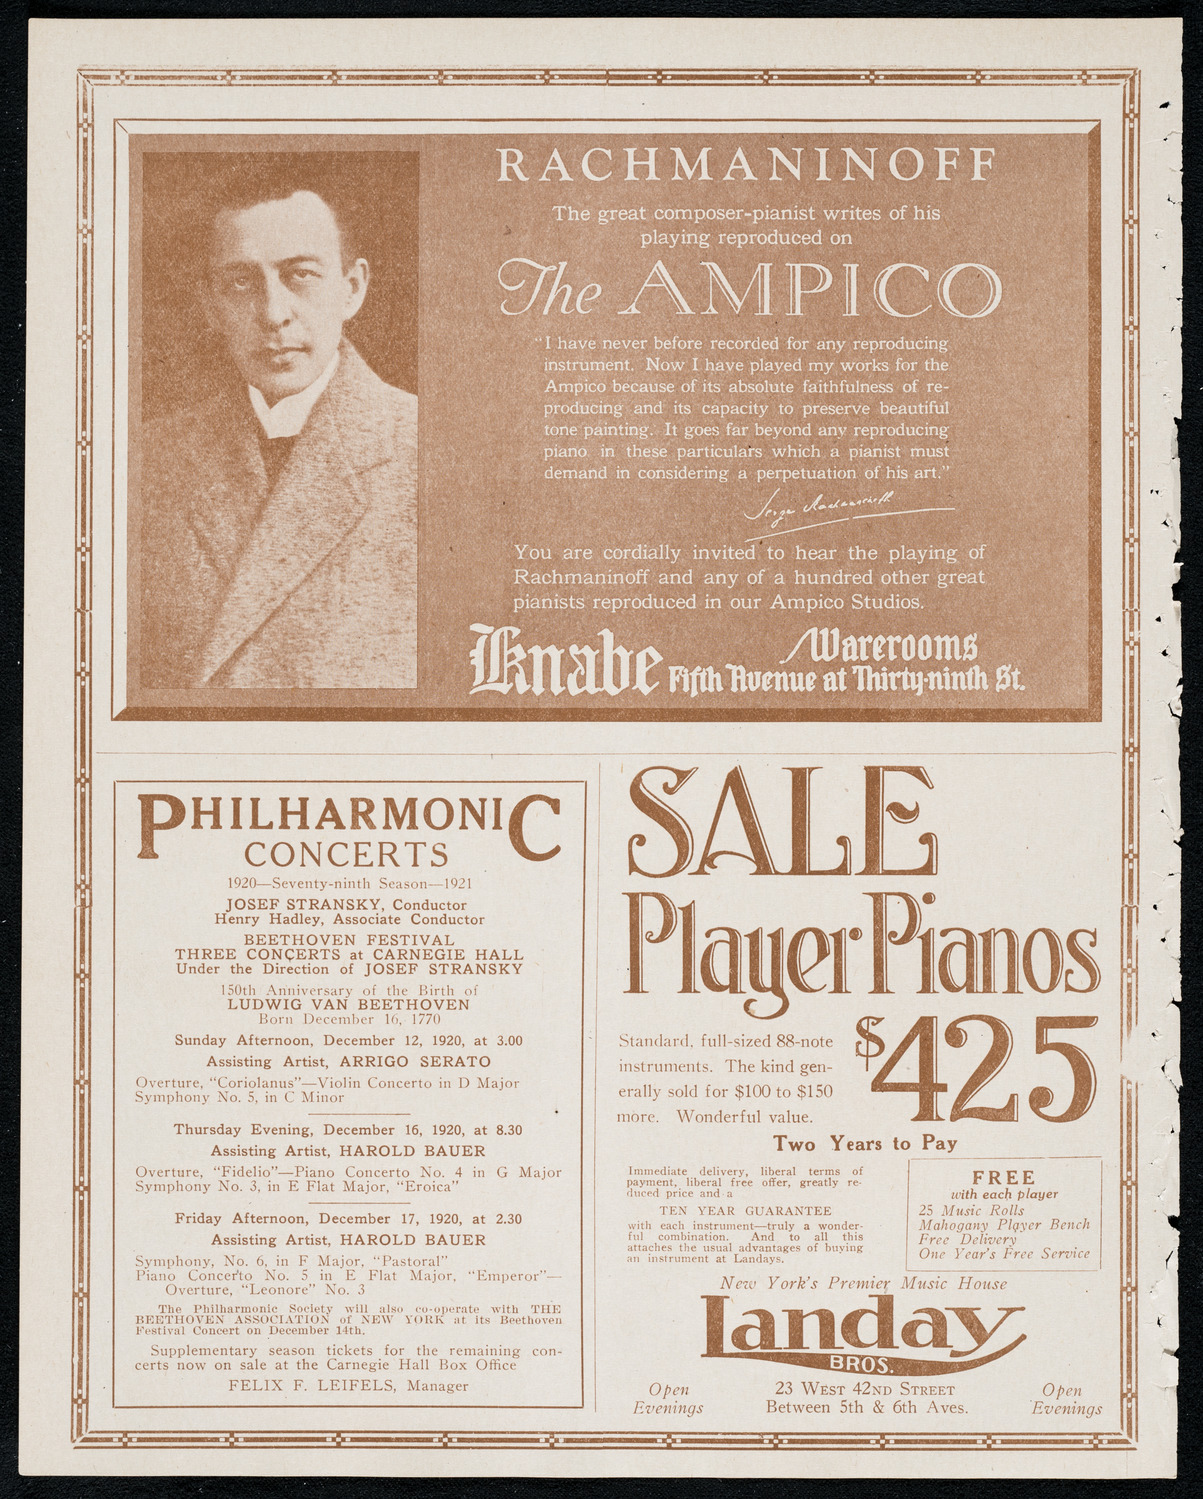 RACHMANINOFF
The great composer-pianist writes of his
playing reproduced on
The AMPICO
“I have never before recorded for any reproducing
instrument. Now I have played my works for the
Ampico because of its absolute faithfulness of re-
producing and its capacity to preserve beautiful
tone painting. It goes far beyond any reproducing
piano in these particulars which a pianist must
demand in considering a perpetuation of his art.”
Serge Rachmaninoff
You are cordially invited to hear the playing of
Rachmaninoff and any of a hundred other great
pianists reproduced in our Ampico Studios.
Knabe Warerooms
Fifth Avenue at Thirty-ninth St.
PHILHARMONIC
CONCERTS
1920—Seventy-ninth Season—1921
JOSEF STRANSKY, Conductor
Henry Hadley, Associate Conductor
BEETHOVEN FESTIVAL
THREE CONCERTS at CARNEGIE HALL
Under the Direction of JOSEF STRANSKY
150th Anniversary of the Birth of
LUDWIG VAN BEETHOVEN
Born December 16, 1770
Sunday Afternoon, December 12, 1920, at 3.00
Assisting Artist, ARRIGO SERATO
Overture, “Coriolanus”—Violin Concerto in D Major
Symphony No. 5, in C Minor
Thursday Evening, December 16, 1920, at 8.30
Assisting Artist, HAROLD BAUER
Overture, “Fidelio”—Piano Concerto No. 4 in G Major
Symphony No. 3, in E Flat Major, “Eroica”
Friday Afternoon, December 17, 1920, at 2.30
Assisting Artist, HAROLD BAUER
Symphony, No. 6, in F Major, “Pastoral”
Piano Concerto No. 5 in E Flat Major, “Emperor”—
Overture, “Leonore” No. 3
The Philharmonic Society will also co-operate with THE
BEETHOVEN ASSOCIATION of NEW YORK at its Beethoven
Festival Concert on December 14th.
Supplementary season tickets for the remaining con-
certs now on sale at the Carnegie Hall Box Office
FELIX F. LEIFELS, Manager
SALE
Player Pianos
$425
Standard, full-sized 88-note
instruments. The kind gen-
erally sold for $100 to $150
more. Wonderful value.
Two Years to Pay
Immediate delivery, liberal terms of
payment, liberal free offer, greatly re-
duced price and a
TEN YEAR GUARANTEE
with each instrument—truly a wonder-
ful combination. And to all this
attaches the usual advantages of buying
an instrument at Landays.
FREE
with each player
25 Music Rolls
Mahogany Player Bench
Free Delivery
One Year's Free Service
New York's Premier Music House
Landay
BROS.
Open
Evenings
23 WEST 42ND STREET
Between 5th & 6th Aves.
Open
Evenings